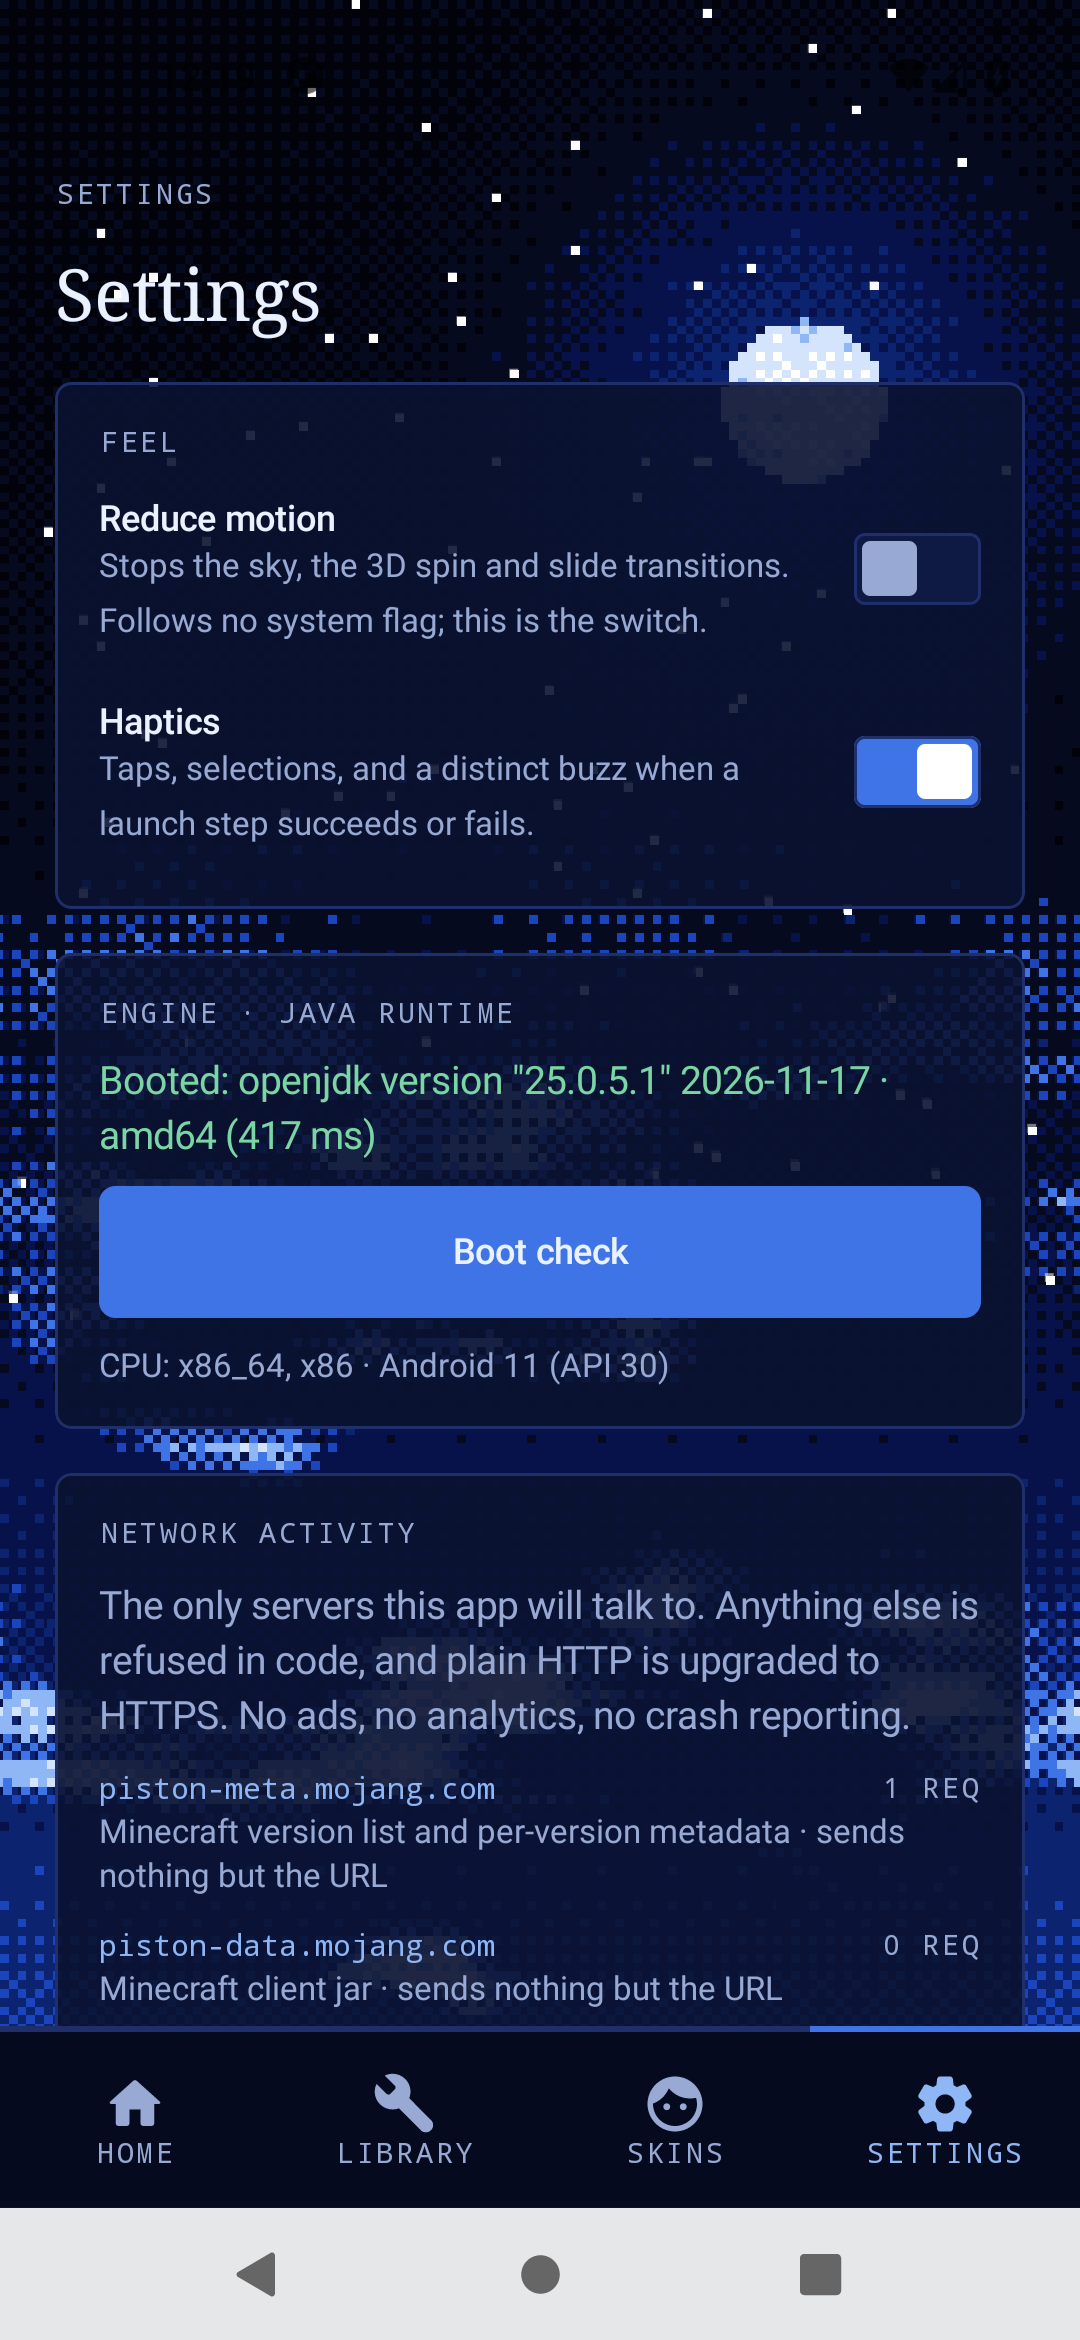 SETTINGS
Settings
FEEL
Reduce motion
Stops the sky, the 3D spin and slide transitions.
Follows no system flag; this is the switch.
Haptics
Taps, selections, and a distinct buzz when a
launch step succeeds or fails.
ENGINE · JAVA RUNTIME
Booted: openjdk version "25.0.5.1" 2026-11-17 ·
amd64 (417 ms)
Boot check
CPU: x86_64, x86 · Android 11 (API 30)
NETWORK ACTIVITY
The only servers this app will talk to. Anything else is
refused in code, and plain HTTP is upgraded to
HTTPS. No ads, no analytics, no crash reporting.
piston-meta.mojang.com 1 REQ
Minecraft version list and per-version metadata · sends
nothing but the URL
piston-data.mojang.com 0 REQ
Minecraft client jar · sends nothing but the URL
HOME LIBRARY SKINS SETTINGS